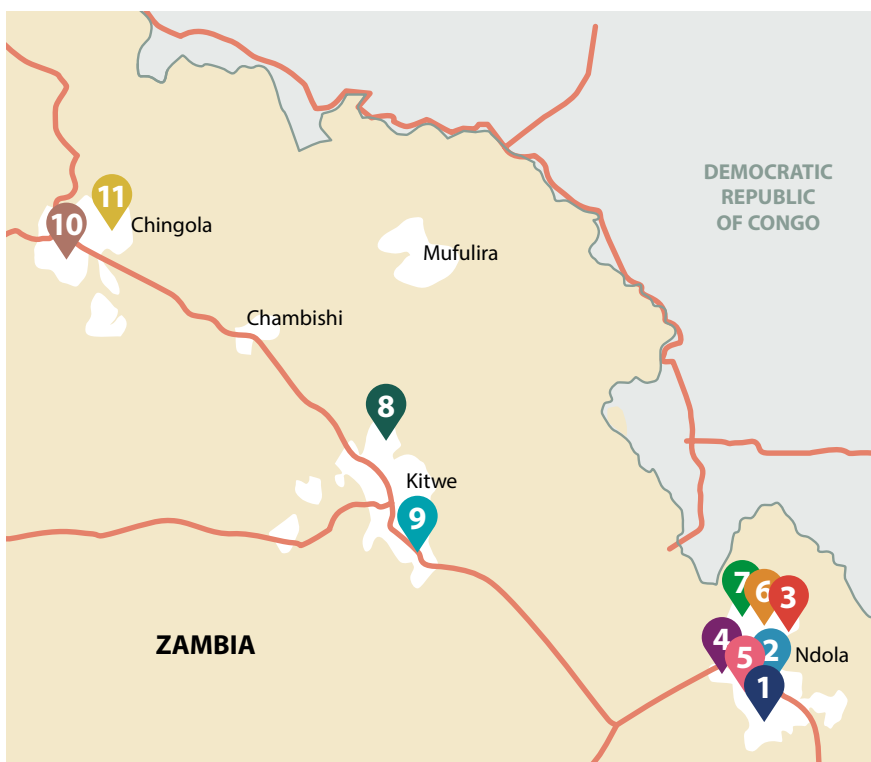 DEMOCRATIC
REPUBLIC
OF CONGO
11
10
Chingola
Mufulira
Chambishi
8
Kitwe
9
7
6
3
4
5
2
Ndola
1
ZAMBIA